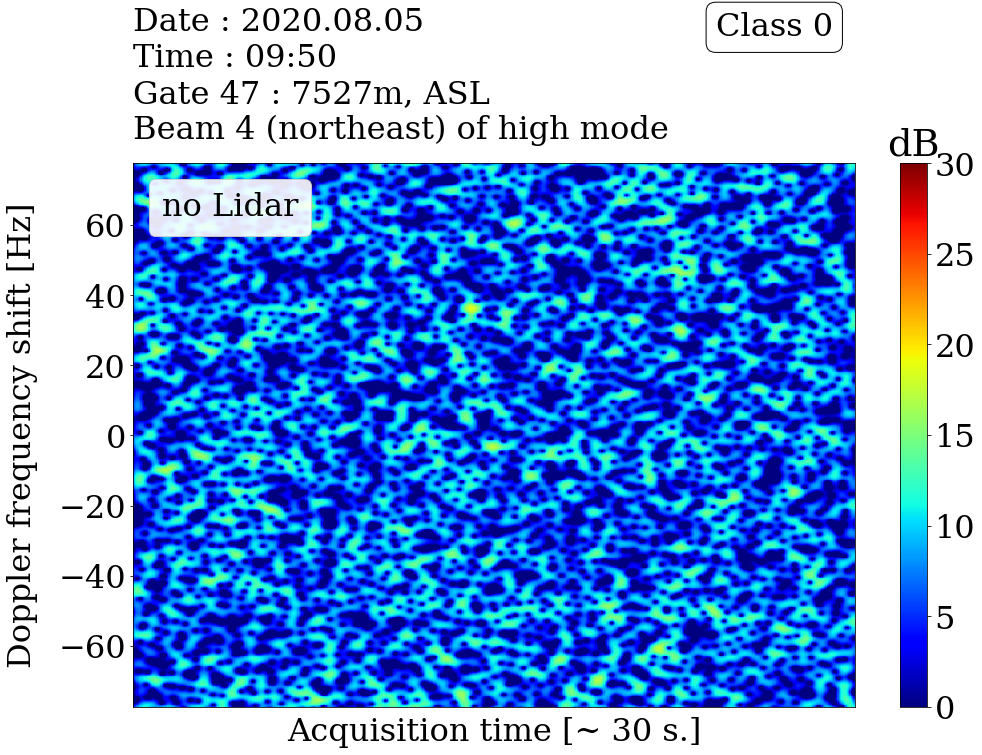 Date : 2020.08.05
Time : 09:50
Gate 47 : 7527m, ASL
Beam 4 (northeast) of high mode
Class 0
no Lidar
Doppler frequency shift [Hz]
60
40
20
0
−20
−40
−60
Acquisition time [~ 30 s.]
dB
30
25
20
15
10
5
0